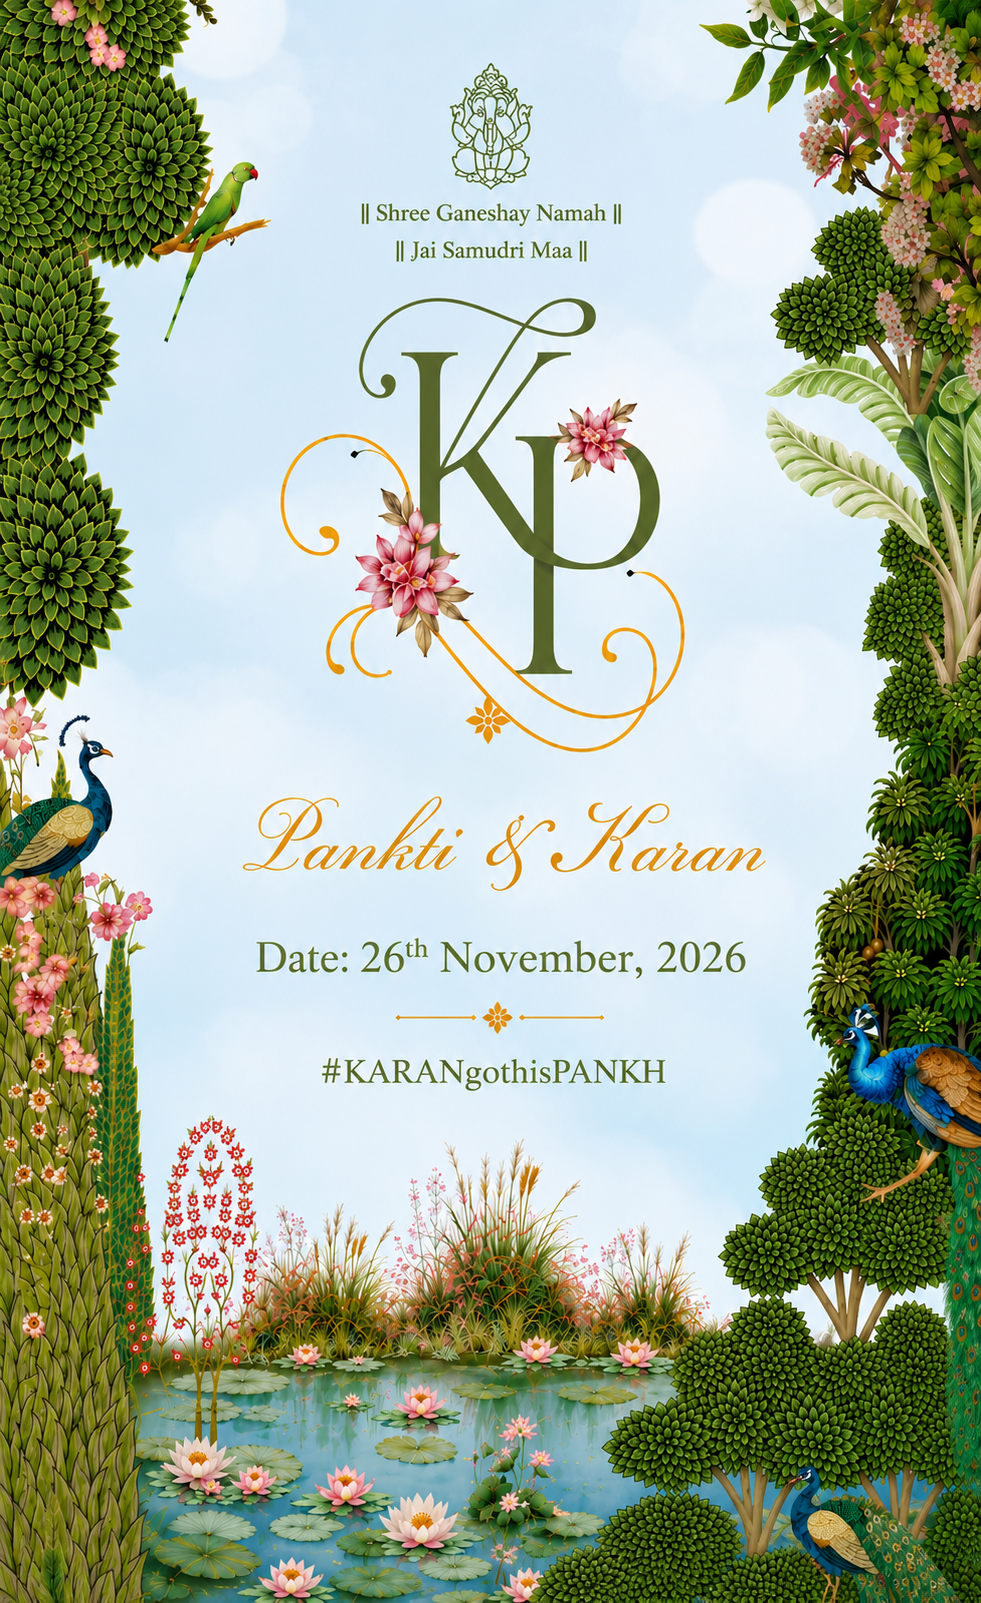 || Shree Ganeshay Namah ||
|| Jai Samudri Maa ||
KP
Pankti & Karan
Date: 26th November, 2026
#KARANgothisPANKH